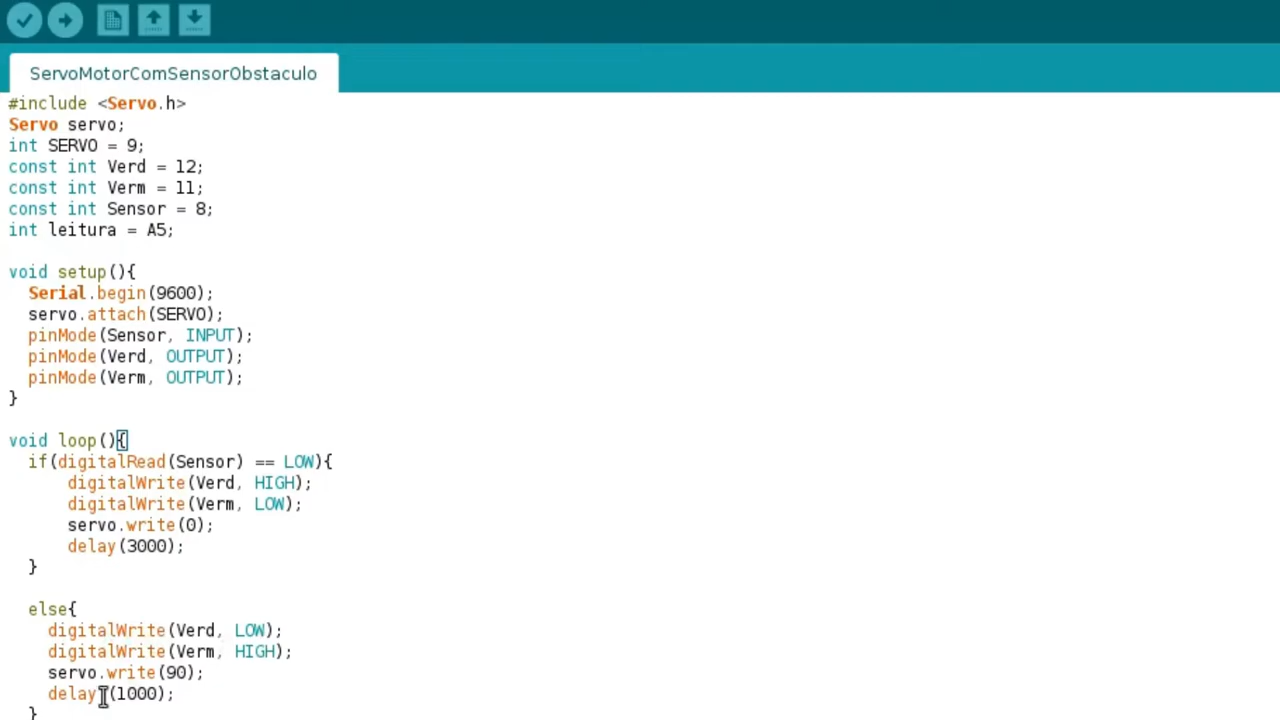 ServoMotorComSensorObstaculo
#include <Servo.h>
Servo servo;
int SERVO = 9;
const int Verd = 12;
const int Verm = 11;
const int Sensor = 8;
int leitura = A5;

void setup(){
  Serial.begin(9600);
  servo.attach(SERVO);
  pinMode(Sensor, INPUT);
  pinMode(Verd, OUTPUT);
  pinMode(Verm, OUTPUT);
}

void loop(){
  if(digitalRead(Sensor) == LOW){
      digitalWrite(Verd, HIGH);
      digitalWrite(Verm, LOW);
      servo.write(0);
      delay(3000);
  }

  else{
    digitalWrite(Verd, LOW);
    digitalWrite(Verm, HIGH);
    servo.write(90);
    delay (1000);
  }